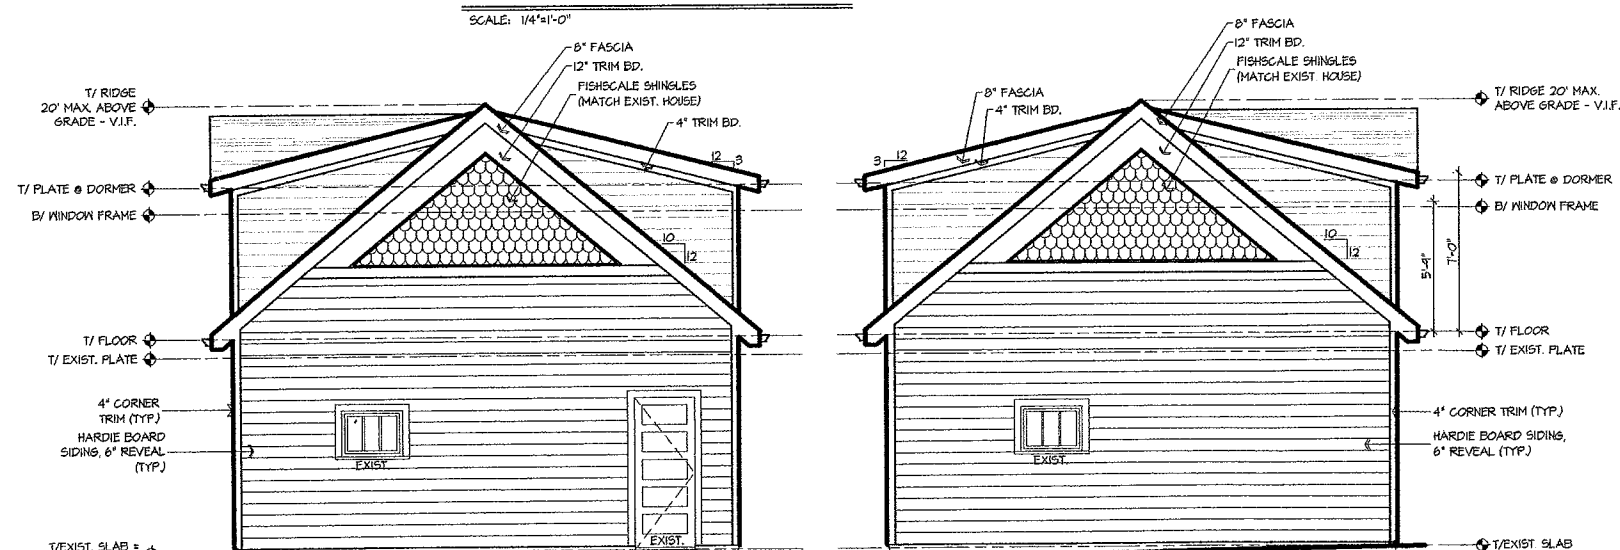 SCALE: 1/4"=1'-0"
8" FASCIA
12" TRIM BD.
FISHSCALE SHINGLES
(MATCH EXIST. HOUSE)
4" TRIM BD.
T/ RIDGE
20' MAX. ABOVE
GRADE - V.I.F.
12
3
T/ PLATE @ DORMER
B/ WINDOW FRAME
10
12
T/ FLOOR
T/ EXIST. PLATE
4" CORNER
TRIM (TYP.)
HARDIE BOARD
SIDING, 6" REVEAL
(TYP.)
EXIST.
EXIST.
T/EXIST. SLAB =
8" FASCIA
12" TRIM BD.
FISHSCALE SHINGLES
(MATCH EXIST. HOUSE)
8" FASCIA
4" TRIM BD.
T/ RIDGE 20' MAX.
ABOVE GRADE - V.I.F.
3
12
T/ PLATE @ DORMER
B/ WINDOW FRAME
10
12
5'-9"
7'-0"
T/ FLOOR
T/ EXIST. PLATE
4" CORNER TRIM (TYP.)
HARDIE BOARD SIDING,
6" REVEAL (TYP.)
EXIST.
T/EXIST. SLAB